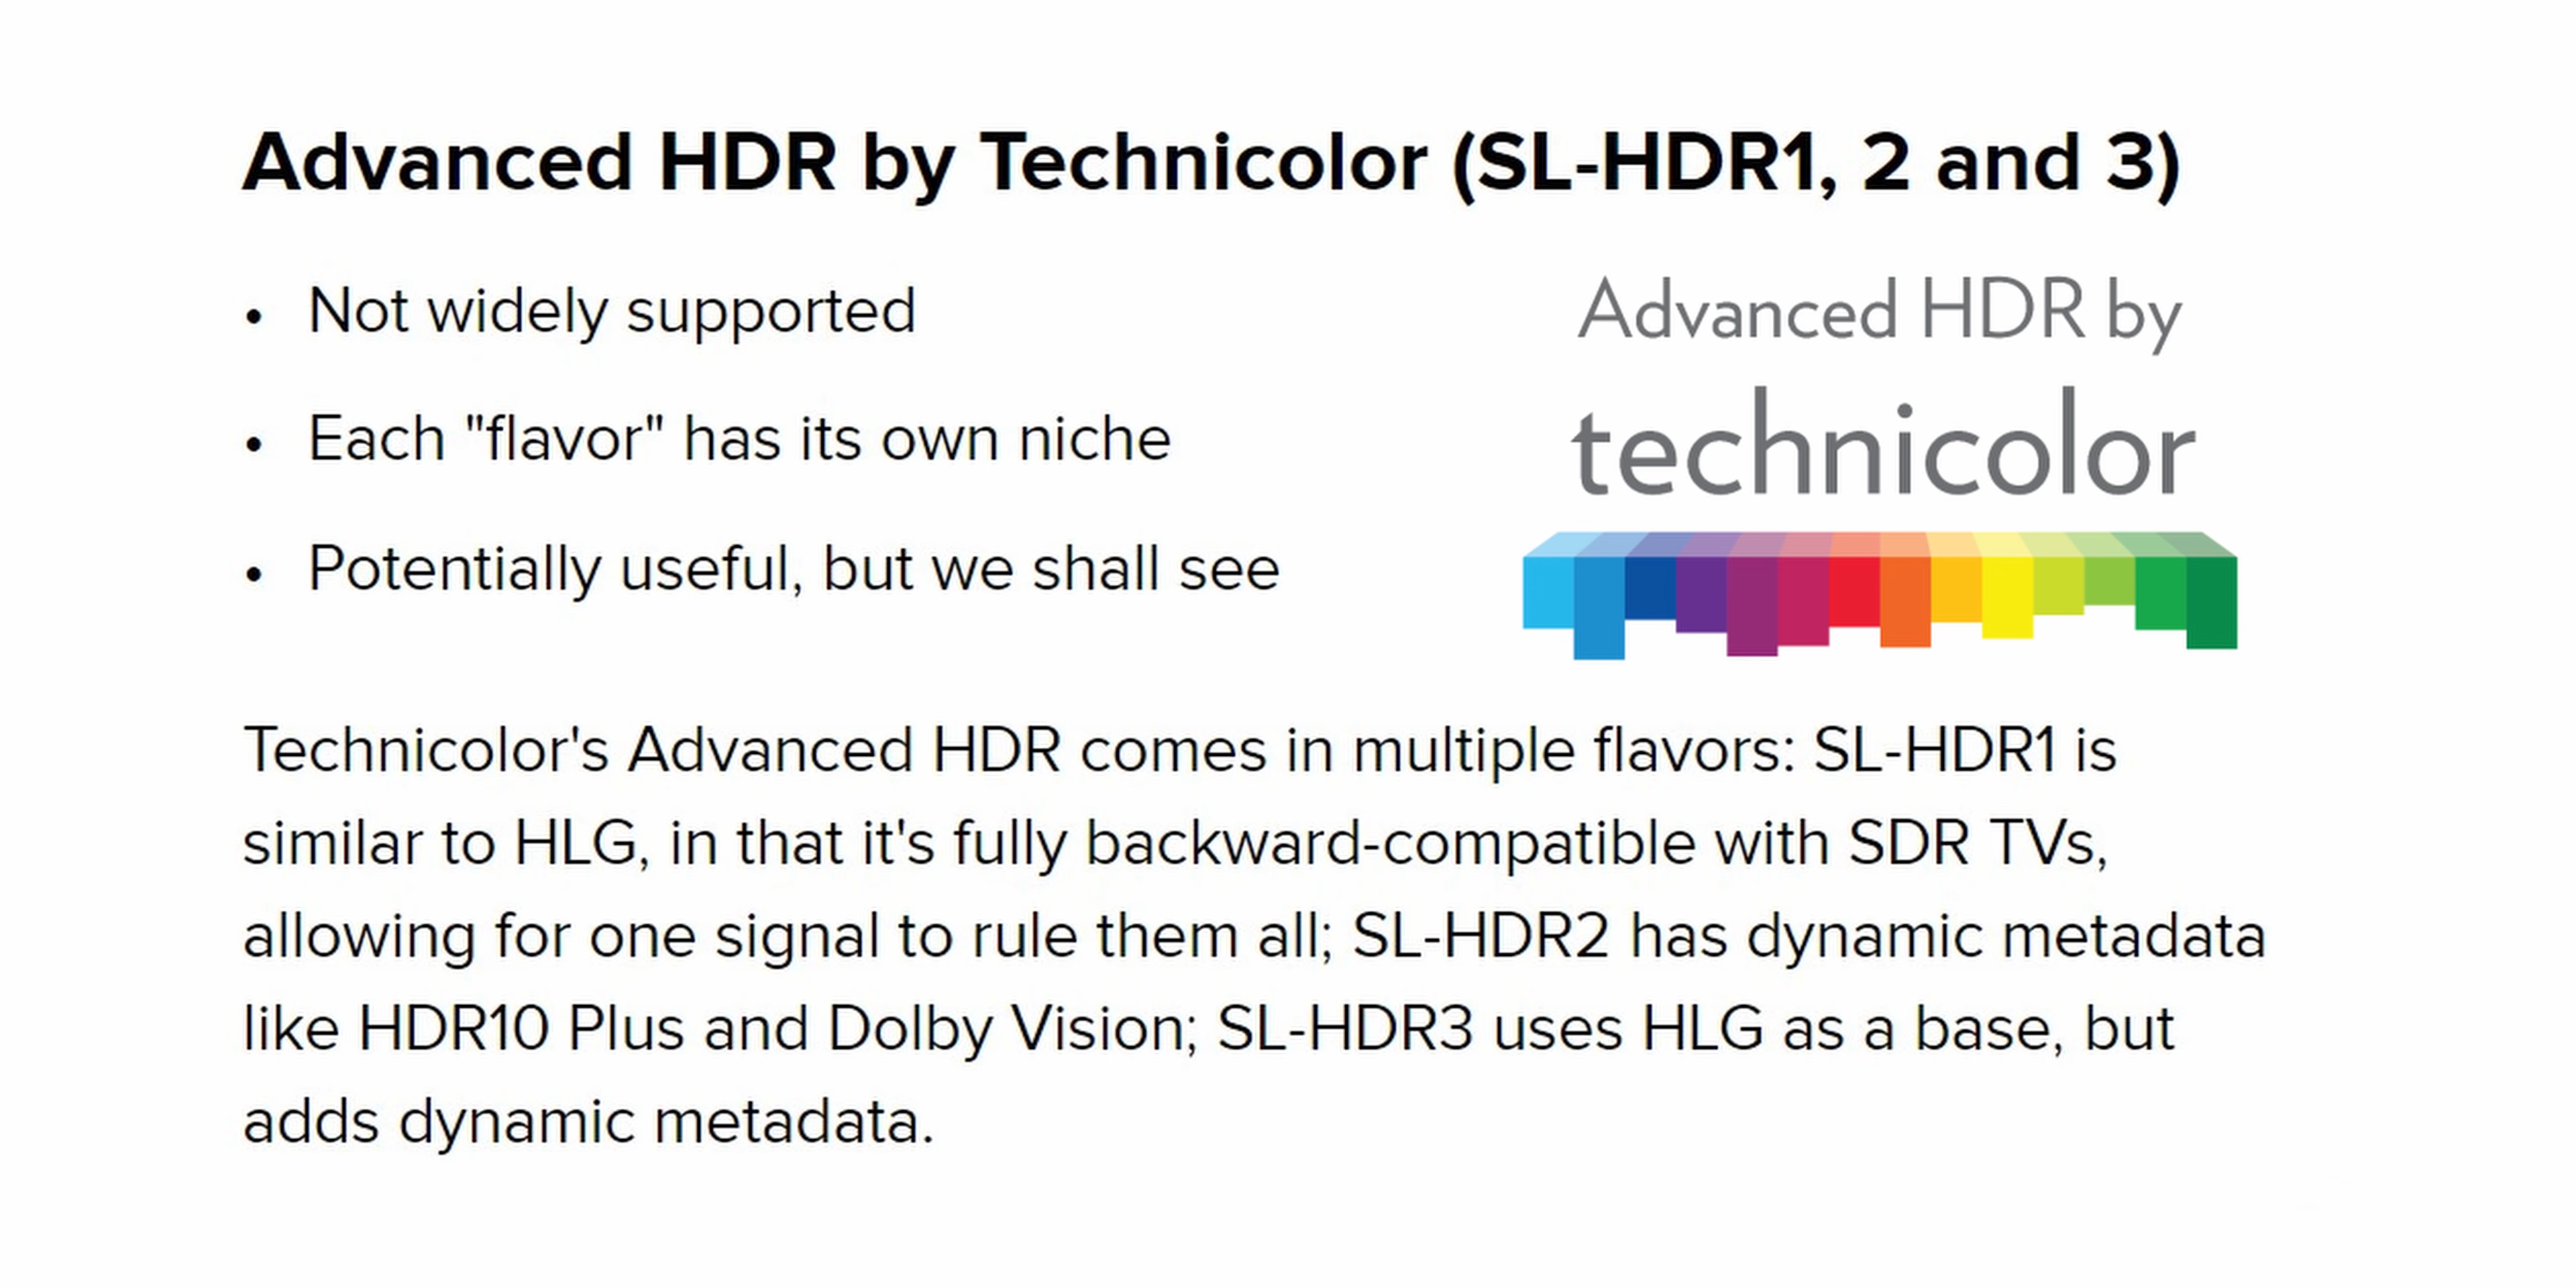 Advanced HDR by Technicolor (SL-HDR1, 2 and 3)
• Not widely supported
• Each "flavor" has its own niche
• Potentially useful, but we shall see
Advanced HDR by
technicolor
Technicolor's Advanced HDR comes in multiple flavors: SL-HDR1 is
similar to HLG, in that it's fully backward-compatible with SDR TVs,
allowing for one signal to rule them all; SL-HDR2 has dynamic metadata
like HDR10 Plus and Dolby Vision; SL-HDR3 uses HLG as a base, but
adds dynamic metadata.